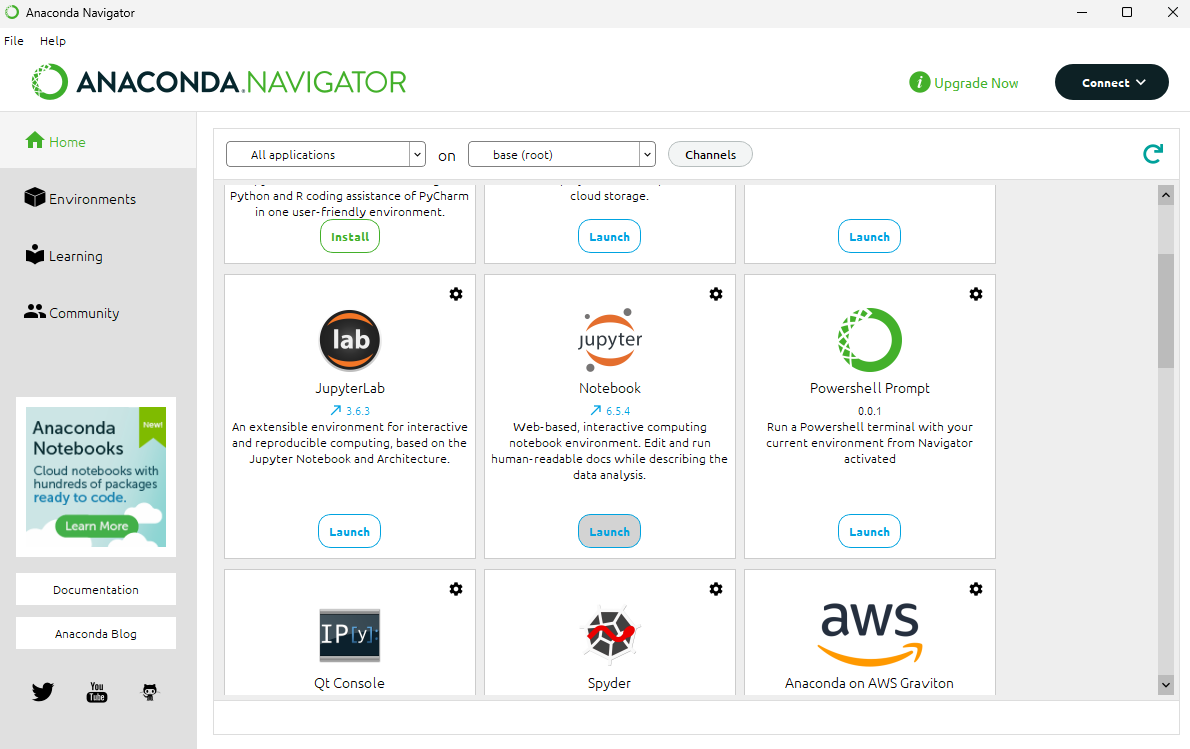 Anaconda Navigator
File Help
ANACONDA.NAVIGATOR
i Upgrade Now
Connect
Home
Environments
Learning
Community
Anaconda
Notebooks
New!
Cloud notebooks with
hundreds of packages
ready to code.
Learn More
Documentation
Anaconda Blog
You
Tube
All applications
on
base (root)
Channels
Python and R coding assistance of PyCharm
in one user-friendly environment.
Install
cloud storage.
Launch
Launch
lab
JupyterLab
3.6.3
An extensible environment for interactive
and reproducible computing, based on the
Jupyter Notebook and Architecture.
Launch
jupyter
Notebook
6.5.4
Web-based, interactive computing
notebook environment. Edit and run
human-readable docs while describing the
data analysis.
Launch
Powershell Prompt
0.0.1
Run a Powershell terminal with your
current environment from Navigator
activated
Launch
IP[y]:
Qt Console
Spyder
aws
Anaconda on AWS Graviton